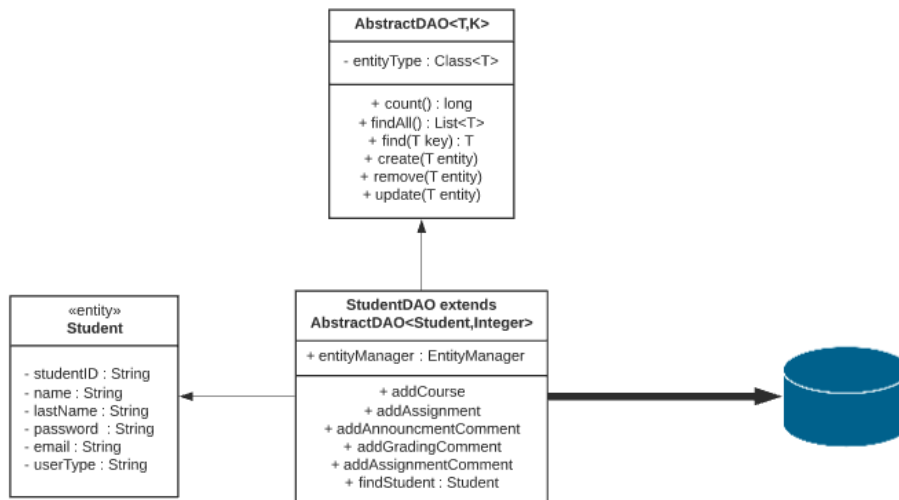 AbstractDAO<T,K>
- entityType : Class<T>
+ count() : long
+ findAll() : List<T>
+ find(T key) : T
+ create(T entity)
+ remove(T entity)
+ update(T entity)
«entity»
Student
- studentID : String
- name : String
- lastName : String
- password : String
- email : String
- userType : String
StudentDAO extends
AbstractDAO<Student,Integer>
+ entityManager : EntityManager
+ addCourse
+ addAssignment
+ addAnnouncmentComment
+ addGradingComment
+ addAssignmentComment
+ findStudent : Student